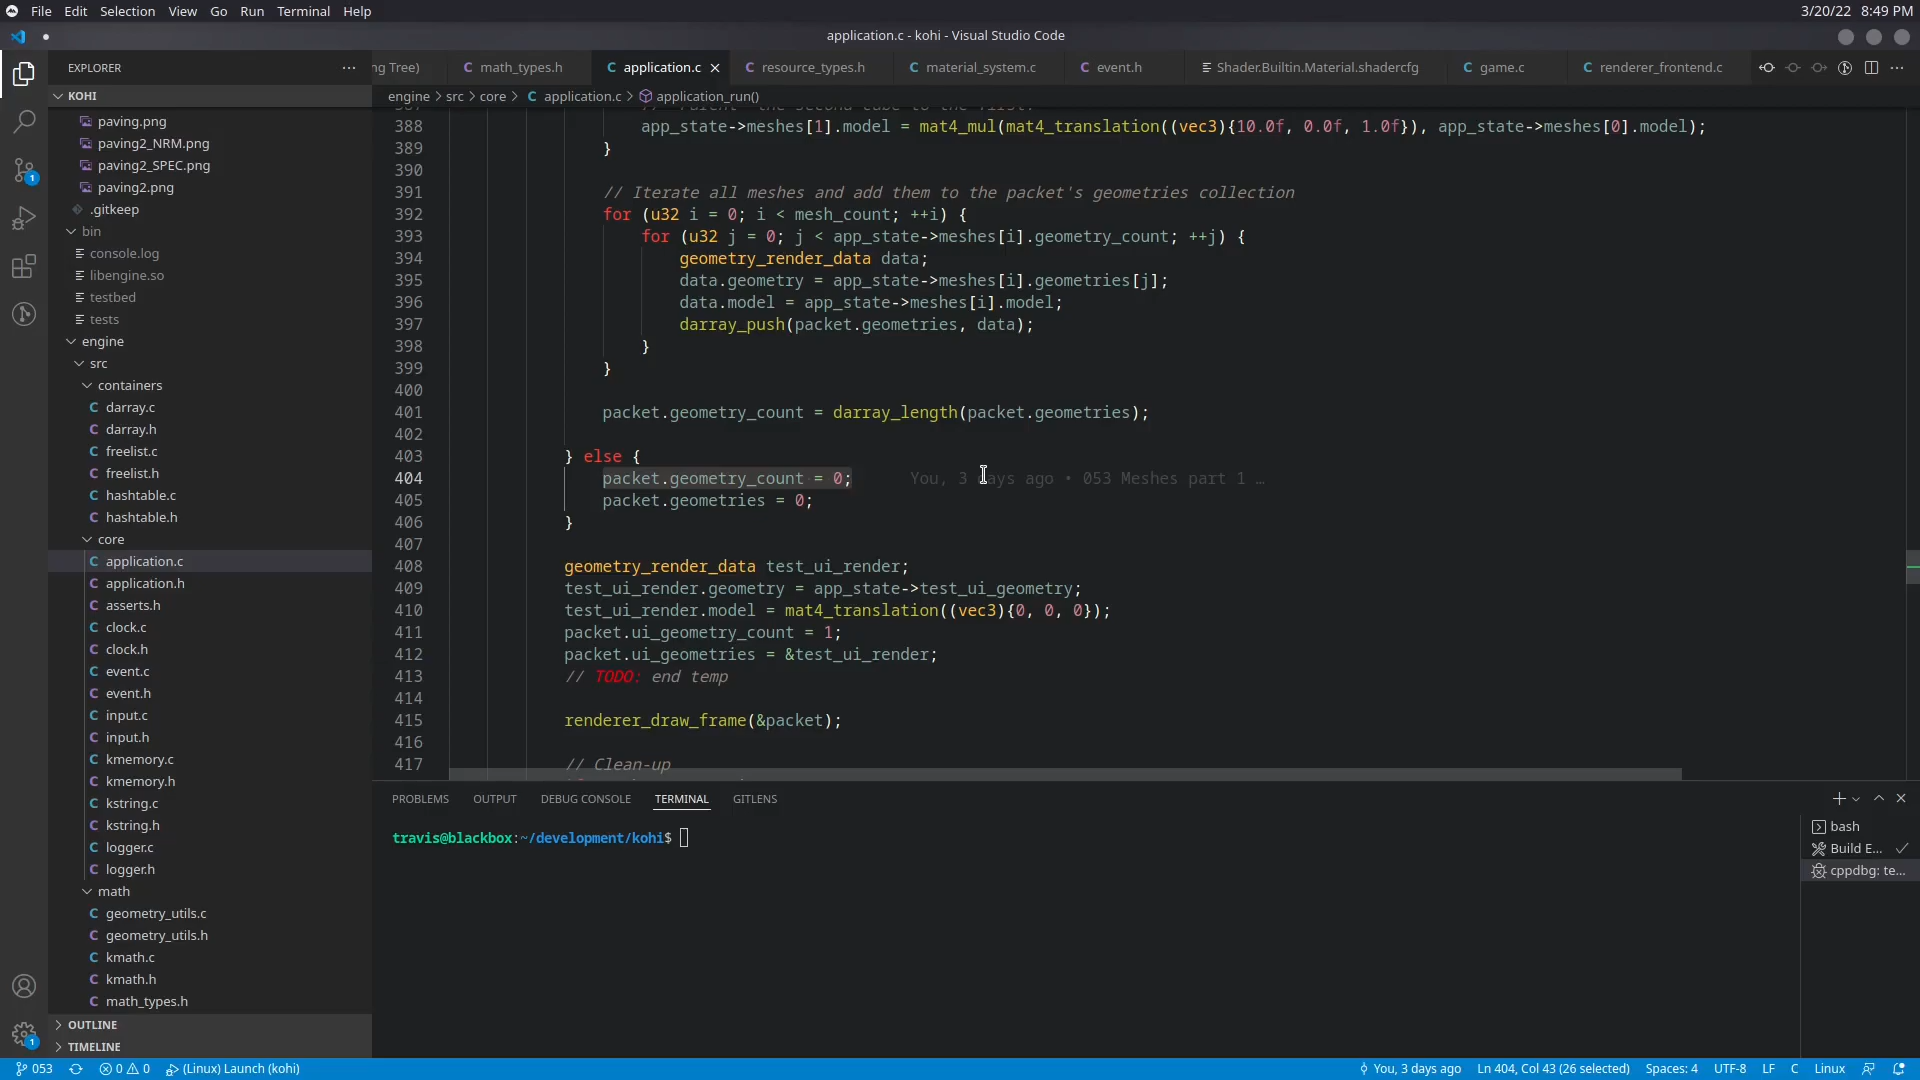 File Edit Selection View Go Run Terminal Help 3/20/22 8:49 PM
application.c - kohi - Visual Studio Code
EXPLORER
ng Tree) math_types.h application.c resource_types.h material_system.c event.h Shader.Builtin.Material.shadercfg game.c renderer_frontend.c
KOHI
paving.png
paving2_NRM.png
paving2_SPEC.png
paving2.png
.gitkeep
bin
console.log
libengine.so
testbed
tests
engine
src
containers
darray.c
darray.h
freelist.c
freelist.h
hashtable.c
hashtable.h
core
application.c
application.h
asserts.h
clock.c
clock.h
event.c
event.h
input.c
input.h
kmemory.c
kmemory.h
kstring.c
kstring.h
logger.c
logger.h
math
geometry_utils.c
geometry_utils.h
kmath.c
kmath.h
math_types.h
OUTLINE
TIMELINE
1
1
engine > src > core > C application.c > application_run()
388 app_state->meshes[1].model = mat4_mul(mat4_translation((vec3){10.0f, 0.0f, 1.0f}), app_state->meshes[0].model);
389 }
390
391 // Iterate all meshes and add them to the packet's geometries collection
392 for (u32 i = 0; i < mesh_count; ++i) {
393 for (u32 j = 0; j < app_state->meshes[i].geometry_count; ++j) {
394 geometry_render_data data;
395 data.geometry = app_state->meshes[i].geometries[j];
396 data.model = app_state->meshes[i].model;
397 darray_push(packet.geometries, data);
398 }
399 }
400
401 packet.geometry_count = darray_length(packet.geometries);
402
403 } else {
404 packet.geometry_count = 0; You, 3 days ago • 053 Meshes part 1 …
405 packet.geometries = 0;
406 }
407
408 geometry_render_data test_ui_render;
409 test_ui_render.geometry = app_state->test_ui_geometry;
410 test_ui_render.model = mat4_translation((vec3){0, 0, 0});
411 packet.ui_geometry_count = 1;
412 packet.ui_geometries = &test_ui_render;
413 // TODO: end temp
414
415 renderer_draw_frame(&packet);
416
417 // Clean-up
PROBLEMS OUTPUT DEBUG CONSOLE TERMINAL GITLENS
travis@blackbox:~/development/kohi$
bash
Build E...
cppdbg: te...
053 0 0 (Linux) Launch (kohi) You, 3 days ago Ln 404, Col 43 (26 selected) Spaces: 4 UTF-8 LF C Linux